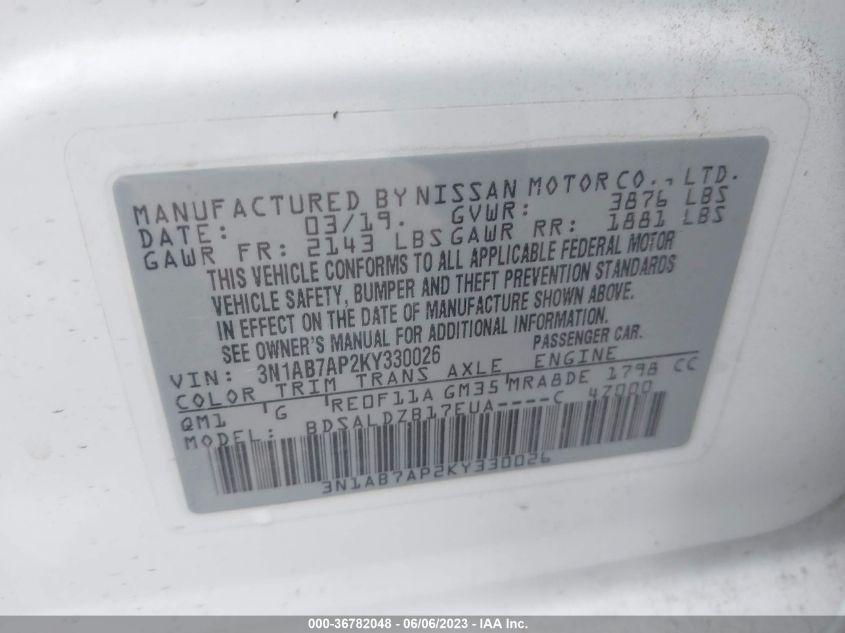 MANUFACTURED BY NISSAN MOTOR CO., LTD.
DATE: 03/19. GVWR: 3876 LBS
GAWR FR: 2143 LBS GAWR RR: 1881 LBS
THIS VEHICLE CONFORMS TO ALL APPLICABLE FEDERAL MOTOR
VEHICLE SAFETY, BUMPER AND THEFT PREVENTION STANDARDS
IN EFFECT ON THE DATE OF MANUFACTURE SHOWN ABOVE.
SEE OWNER'S MANUAL FOR ADDITIONAL INFORMATION.
VIN: 3N1AB7AP2KY330026 PASSENGER CAR.
COLOR TRIM TRANS AXLE ENGINE
QM1 'G RE0F11A GM35 MRA8DE 1798 CC
MODEL: BDSALDZB17EUA----C 4Z000
3N1AB7AP2KY330026
000-36782048 - 06/06/2023 - IAA Inc.